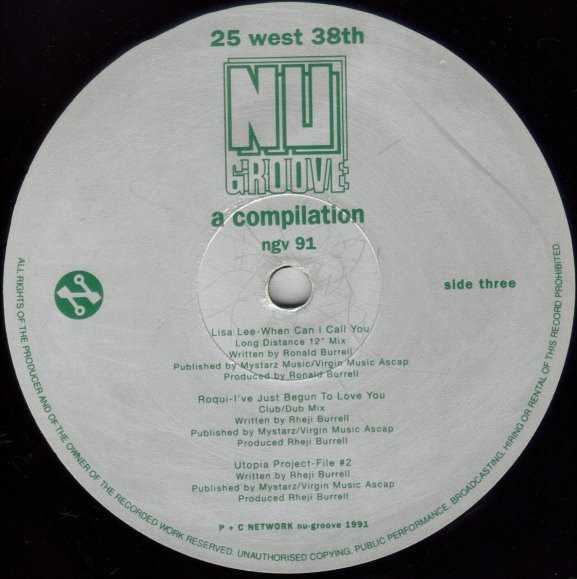 25 west 38th
NU
GROOVE
a compilation
ngv 91
side three
Lisa Lee-When Can I Call You
Long Distance 12" Mix
Written by Ronald Burrell
Published by Mystarz Music/Virgin Music Ascap
Produced by Ronald Burrell
Roqui-I've Just Begun To Love You
Club/Dub Mix
Written by Rheji Burrell
Published by Mystarz/Virgin Music Ascap
Produced Rheji Burrell
Utopia Project-File #2
Written by Rheji Burrell
Published by Mystarz/Virgin Music Ascap
Produced Rheji Burrell
P + C NETWORK nu-groove 1991
ALL RIGHTS OF THE PRODUCER AND OF THE OWNER OF THE RECORDED WORK RESERVED. UNAUTHORISED COPYING, PUBLIC PERFORMANCE, BROADCASTING, HIRING OR RENTAL OF THIS RECORD PROHIBITED.